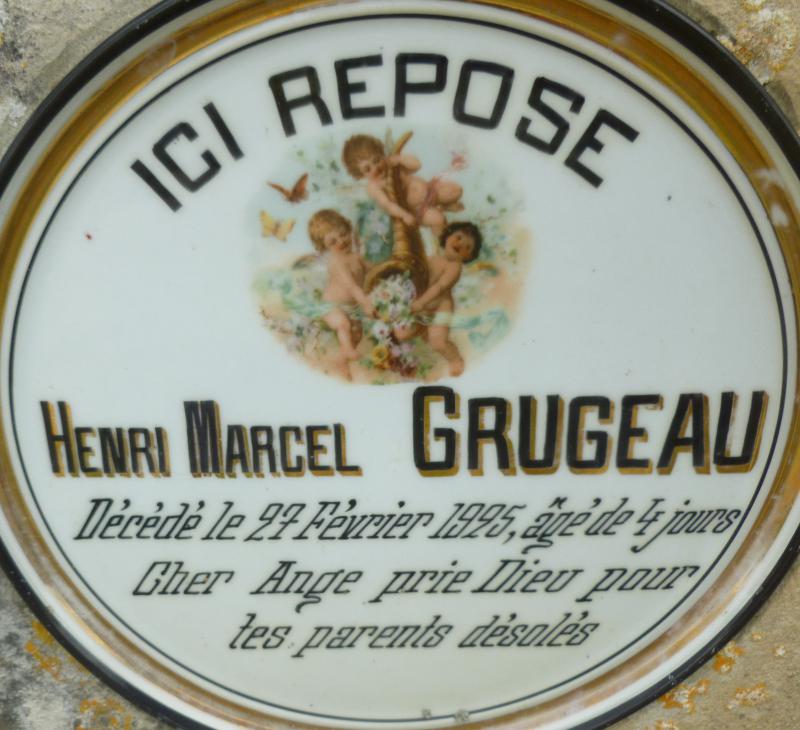 ICI REPOSE
HENRI MARCEL GRUGEAU
Décédé le 27 Février 1925, âgé de 4 jours
Cher Ange prie Dieu pour
tes parents désolés